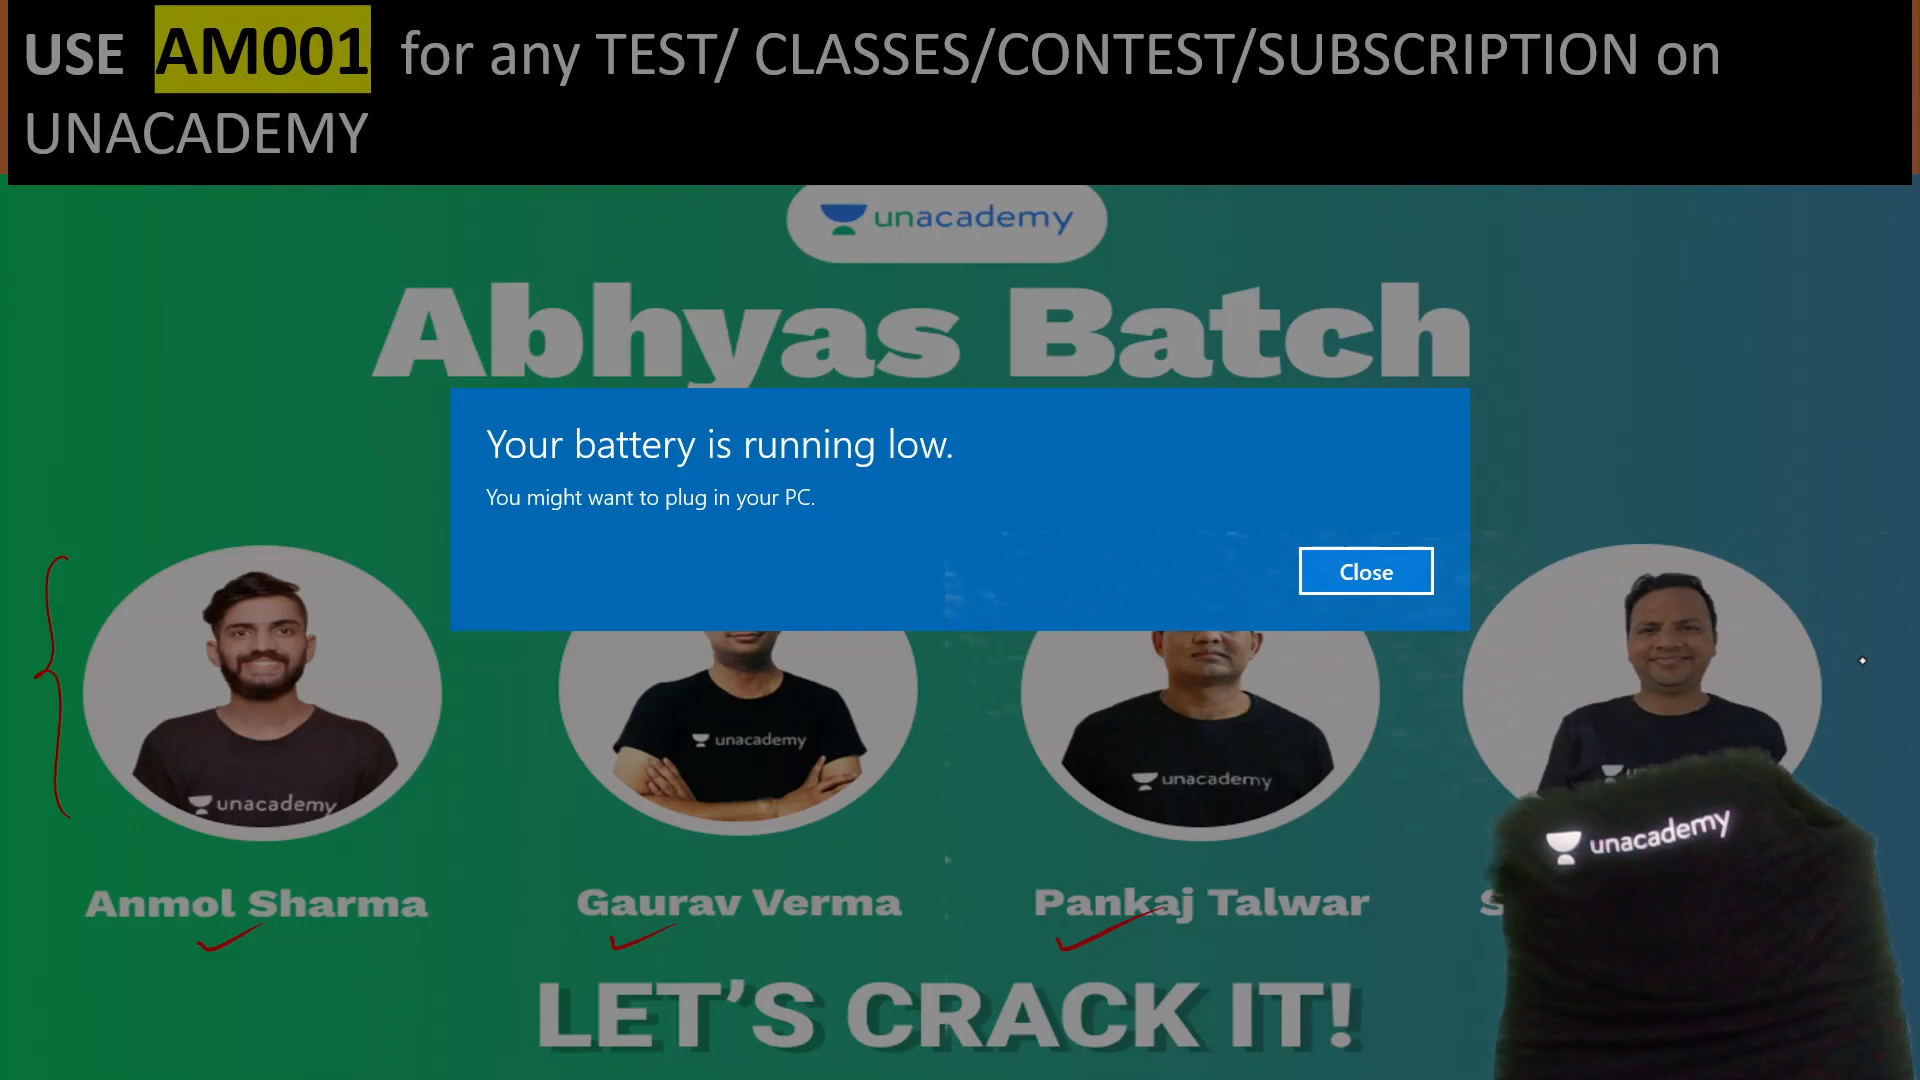 USE AM001 for any TEST/ CLASSES/CONTEST/SUBSCRIPTION on
UNACADEMY
unacademy
Abhyas Batch
Your battery is running low.
You might want to plug in your PC.
Close
unacademy
unacademy
unacademy
unacademy
Anmol Sharma
Gaurav Verma
Pankaj Talwar
LET'S CRACK IT!